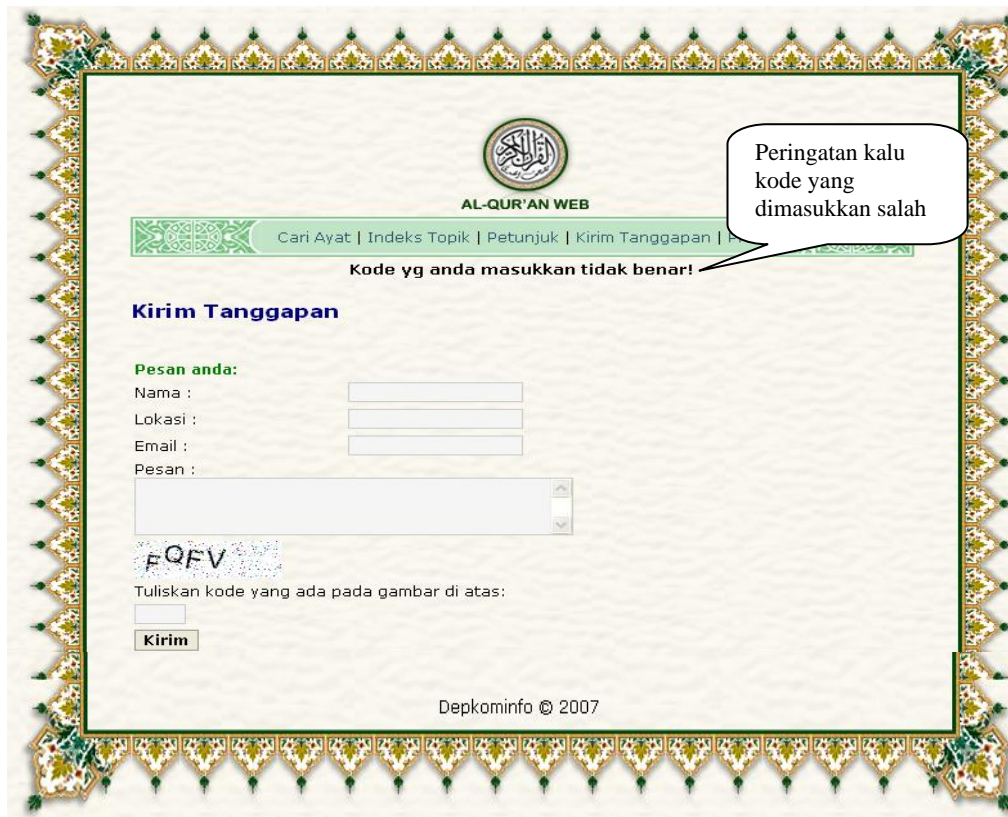 AL-QUR'AN WEB
Peringatan kalu
kode yang
dimasukkan salah
Cari Ayat | Indeks Topik | Petunjuk | Kirim Tanggapan |
Kode yg anda masukkan tidak benar!
Kirim Tanggapan
Pesan anda:
Nama :
Lokasi :
Email :
Pesan :
FQFV
Tuliskan kode yang ada pada gambar di atas:
Kirim
Depkominfo © 2007